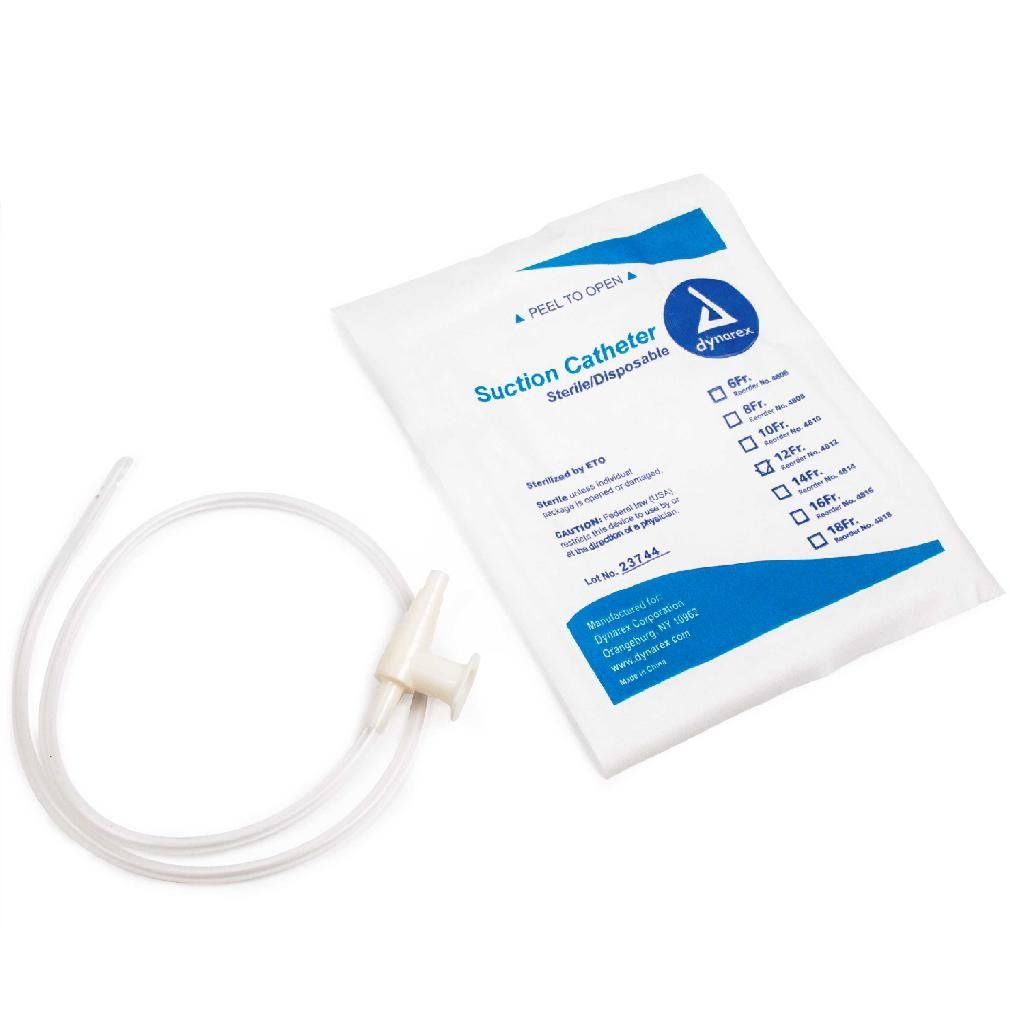 ▲ PEEL TO OPEN ▲
dynarex
Suction Catheter
Sterile/Disposable
6Fr.
Reorder No. 4806
8Fr.
Reorder No. 4808
10Fr.
Reorder No. 4810
12Fr.
Reorder No. 4812
14Fr.
Reorder No. 4814
16Fr.
Reorder No. 4816
18Fr.
Reorder No. 4818
Sterilized by ETO
Sterile unless individual
package is opened or damaged.
CAUTION: Federal law (USA)
restricts this device to use by or
at the direction of a physician.
Lot No. 23744
Manufactured for:
Dynarex Corporation
Orangeburg, NY 10962
www.dynarex.com
Made in China